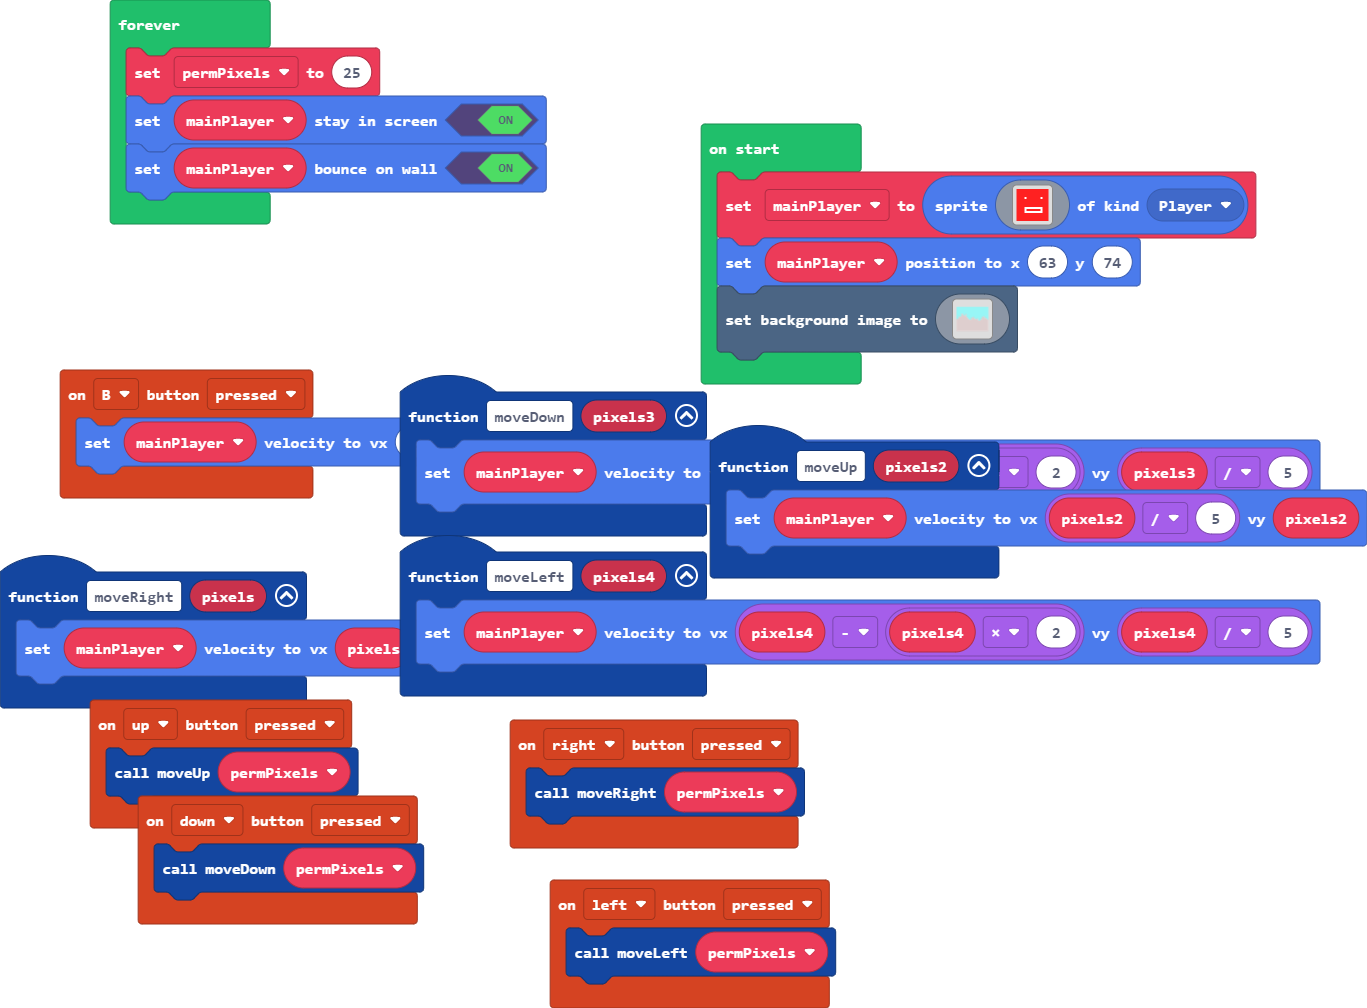 forever
set permPixels to 25
set mainPlayer stay in screen ON
set mainPlayer bounce on wall ON
on start
set mainPlayer to sprite of kind Player
set mainPlayer position to x 63 y 74
set background image to
on B button pressed
set mainPlayer velocity to vx
function moveDown pixels3
set mainPlayer velocity to 2 vy pixels3 / 5
function moveUp pixels2
set mainPlayer velocity to vx pixels2 / 5 vy pixels2
function moveRight pixels
set mainPlayer velocity to vx pixels
function moveLeft pixels4
set mainPlayer velocity to vx pixels4 - pixels4 × 2 vy pixels4 / 5
on up button pressed
call moveUp permPixels
on down button pressed
call moveDown permPixels
on right button pressed
call moveRight permPixels
on left button pressed
call moveLeft permPixels